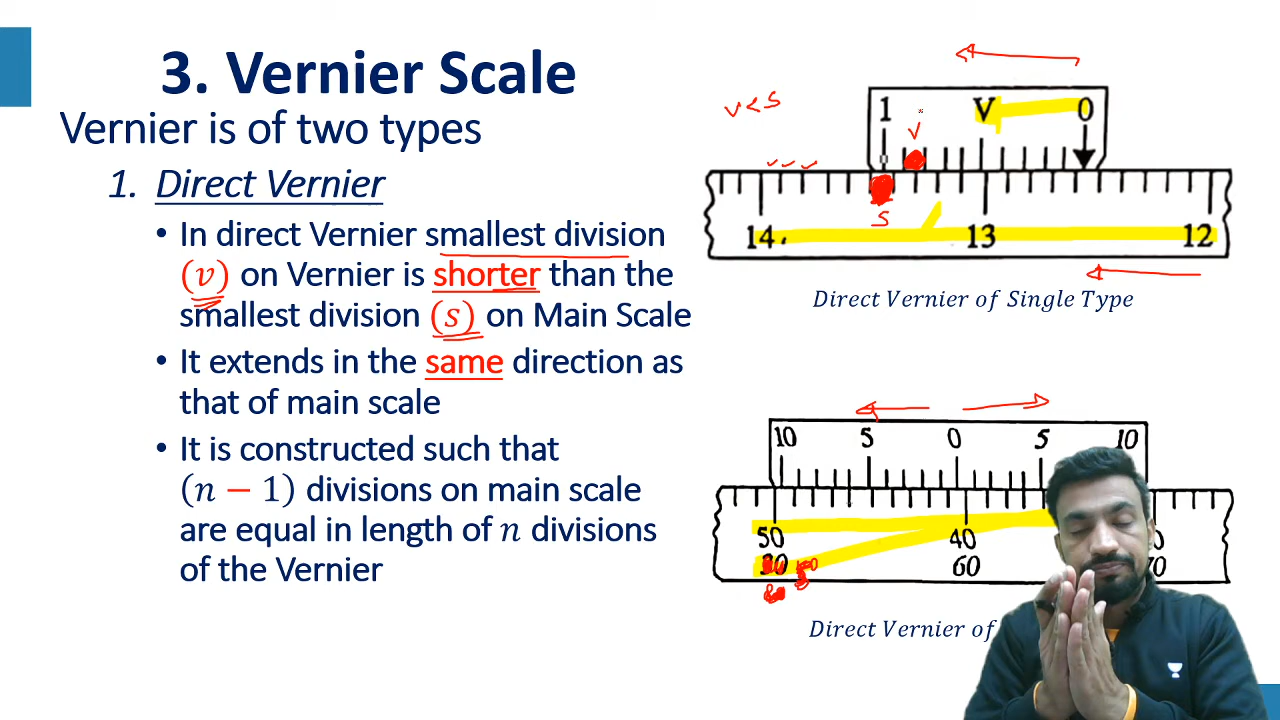 3. Vernier Scale
Vernier is of two types
1. Direct Vernier
• In direct Vernier smallest division
(v) on Vernier is shorter than the
smallest division (s) on Main Scale
• It extends in the same direction as
that of main scale
• It is constructed such that
(n − 1) divisions on main scale
are equal in length of n divisions
of the Vernier
v<s
1 V 0
V
S
14 13 12
Direct Vernier of Single Type
10 5 0 5 10
50 40
60 70
Direct Vernier of